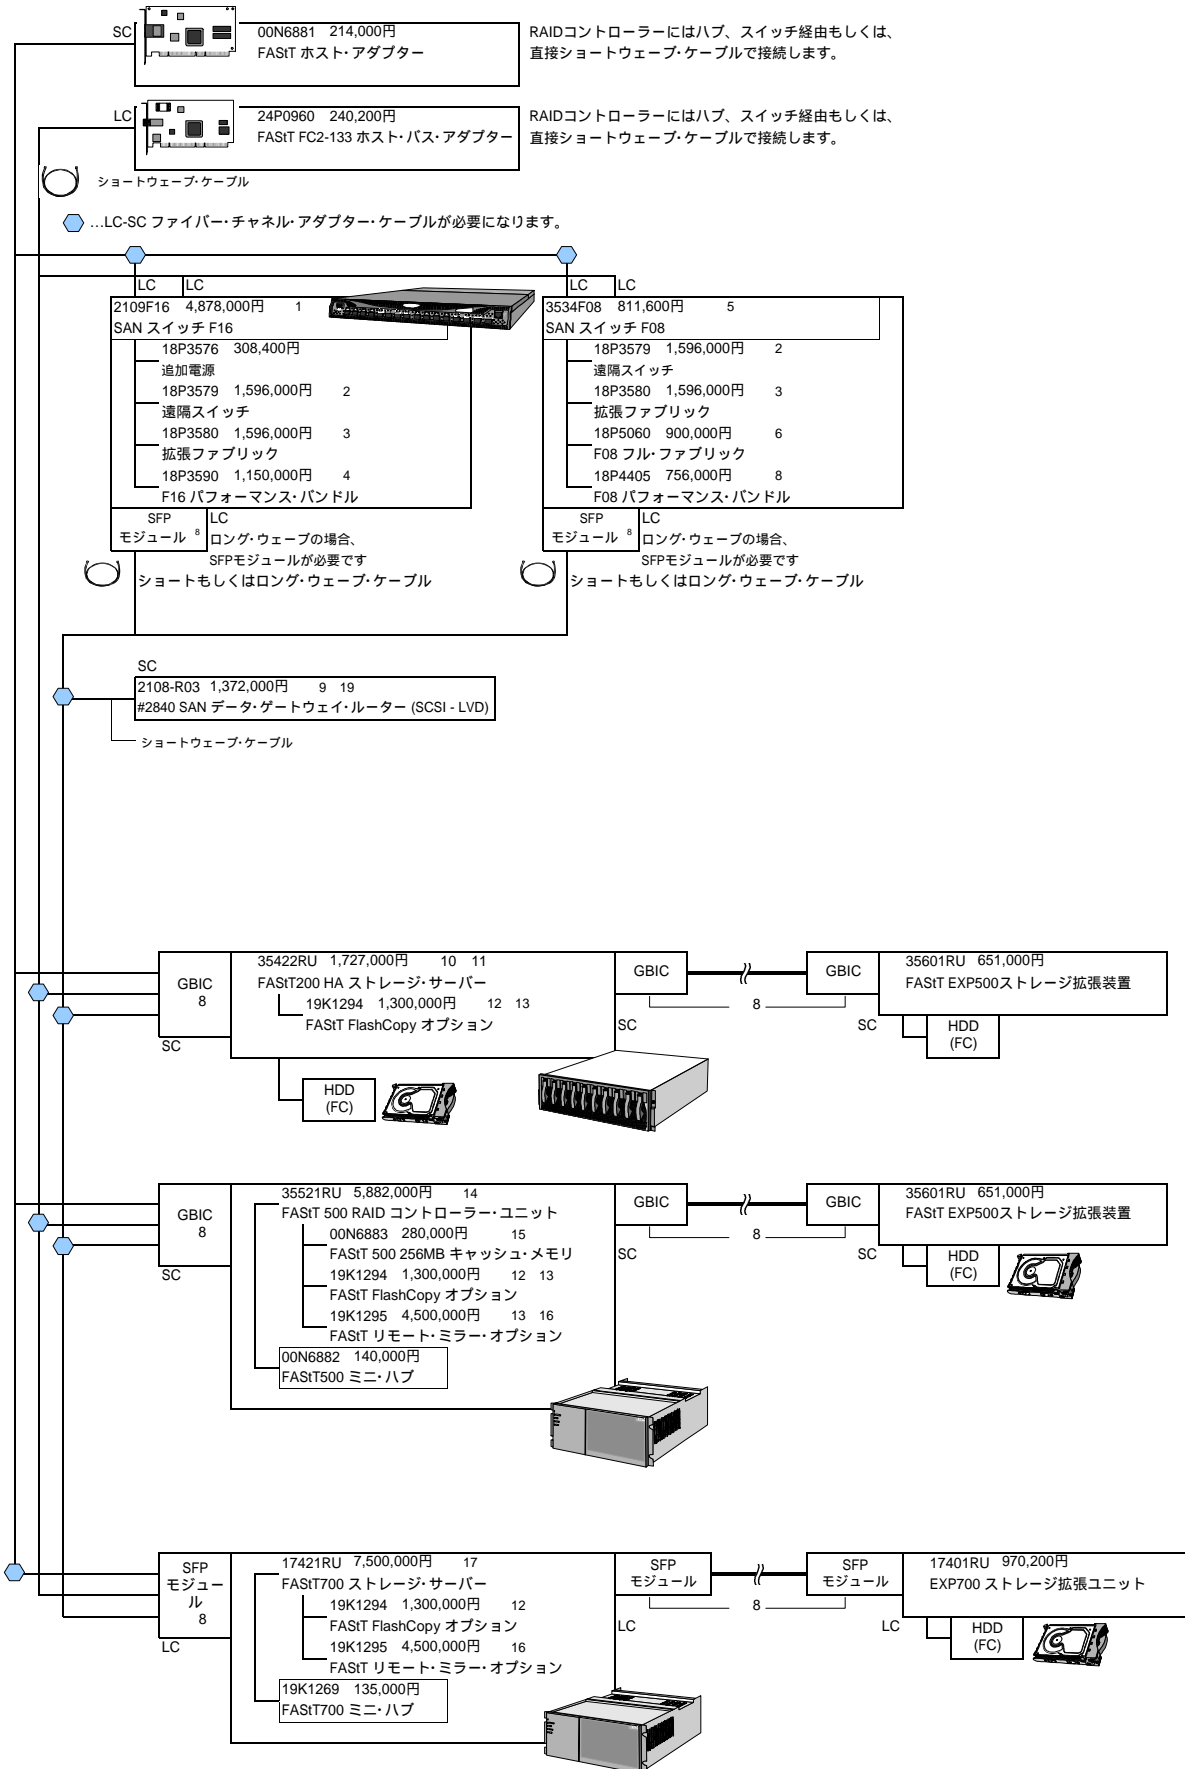 SC
00N6881 214,000円
FAStT ホスト・アダプター
RAIDコントローラーにはハブ、スイッチ経由もしくは、
直接ショートウェーブ・ケーブルで接続します。
LC
24P0960 240,200円
FAStT FC2-133 ホスト・バス・アダプター
RAIDコントローラーにはハブ、スイッチ経由もしくは、
直接ショートウェーブ・ケーブルで接続します。
ショートウェーブ・ケーブル
…LC-SC ファイバー・チャネル・アダプター・ケーブルが必要になります。
LC LC
2109F16 4,878,000円 1
SAN スイッチ F16
18P3576 308,400円
追加電源
18P3579 1,596,000円 2
遠隔スイッチ
18P3580 1,596,000円 3
拡張ファブリック
18P3590 1,150,000円 4
F16 パフォーマンス・バンドル
SFP
モジュール 8
LC
ロング・ウェーブの場合、
SFPモジュールが必要です
ショートもしくはロング・ウェーブ・ケーブル
LC LC
3534F08 811,600円 5
SAN スイッチ F08
18P3579 1,596,000円 2
遠隔スイッチ
18P3580 1,596,000円 3
拡張ファブリック
18P5060 900,000円 6
F08 フル・ファブリック
18P4405 756,000円 8
F08 パフォーマンス・バンドル
SFP
モジュール 8
LC
ロング・ウェーブの場合、
SFPモジュールが必要です
ショートもしくはロング・ウェーブ・ケーブル
SC
2108-R03 1,372,000円 9 19
#2840 SAN データ・ゲートウェイ・ルーター (SCSI - LVD)
ショートウェーブ・ケーブル
GBIC
8
SC
35422RU 1,727,000円 10 11
FAStT200 HA ストレージ・サーバー
19K1294 1,300,000円 12 13
FAStT FlashCopy オプション
HDD
(FC)
GBIC
SC
8
GBIC
SC
35601RU 651,000円
FAStT EXP500ストレージ拡張装置
HDD
(FC)
GBIC
8
SC
35521RU 5,882,000円 14
FAStT 500 RAID コントローラー・ユニット
00N6883 280,000円 15
FAStT 500 256MB キャッシュ・メモリ
19K1294 1,300,000円 12 13
FAStT FlashCopy オプション
19K1295 4,500,000円 13 16
FAStT リモート・ミラー・オプション
00N6882 140,000円
FAStT500 ミニ・ハブ
GBIC
SC
8
GBIC
SC
35601RU 651,000円
FAStT EXP500ストレージ拡張装置
HDD
(FC)
SFP
モジュー
ル
8
LC
17421RU 7,500,000円 17
FAStT700 ストレージ・サーバー
19K1294 1,300,000円 12
FAStT FlashCopy オプション
19K1295 4,500,000円 16
FAStT リモート・ミラー・オプション
19K1269 135,000円
FAStT700 ミニ・ハブ
SFP
モジュール
LC
8
SFP
モジュール
LC
17401RU 970,200円
EXP700 ストレージ拡張ユニット
HDD
(FC)